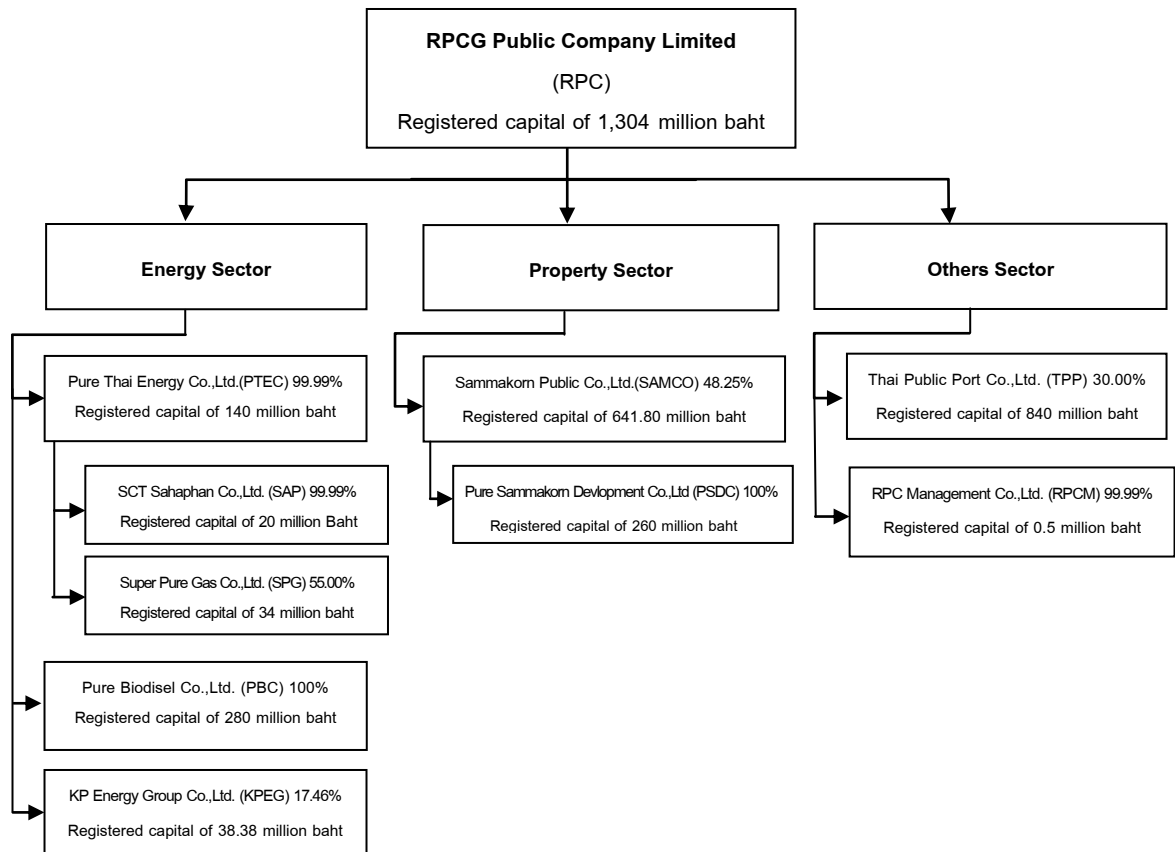 RPCG Public Company Limited
(RPC)
Registered capital of 1,304 million baht
Energy Sector
Property Sector
Others Sector
Pure Thai Energy Co.,Ltd.(PTEC) 99.99%
Registered capital of 140 million baht
SCT Sahaphan Co.,Ltd. (SAP) 99.99%
Registered capital of 20 million Baht
Super Pure Gas Co.,Ltd. (SPG) 55.00%
Registered capital of 34 million baht
Pure Biodisel Co.,Ltd. (PBC) 100%
Registered capital of 280 million baht
KP Energy Group Co.,Ltd. (KPEG) 17.46%
Registered capital of 38.38 million baht
Sammakorn Public Co.,Ltd.(SAMCO) 48.25%
Registered capital of 641.80 million baht
Pure Sammakorn Devlopment Co.,Ltd (PSDC) 100%
Registered capital of 260 million baht
Thai Public Port Co.,Ltd. (TPP) 30.00%
Registered capital of 840 million baht
RPC Management Co.,Ltd. (RPCM) 99.99%
Registered capital of 0.5 million baht